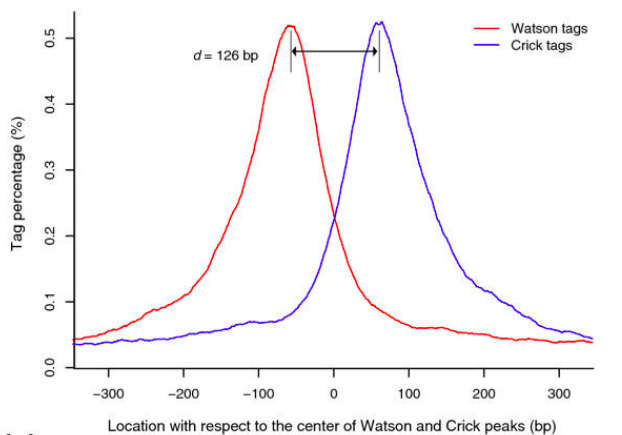 Watson tags
Crick tags
d = 126 bp
Tag percentage (%)
0.5
0.4
0.3
0.2
0.1
0.0
−300 −200 −100 0 100 200 300
Location with respect to the center of Watson and Crick peaks (bp)